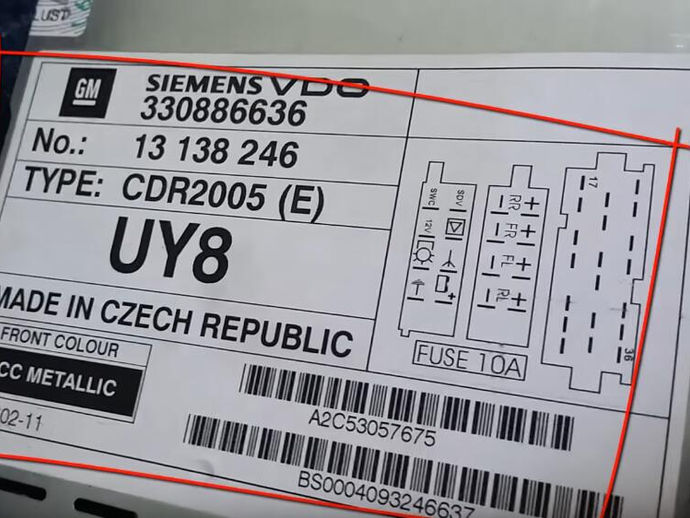 LUST
GM
SIEMENS VDO
330886636
No.: 13 138 246
TYPE: CDR2005 (E)
UY8
MADE IN CZECH REPUBLIC
FRONT COLOUR
CC METALLIC
02-11
SWC
12V
SDV
RR
FR
FL
RL
17
36
FUSE 10A
A2C53057675
BS0004093246637